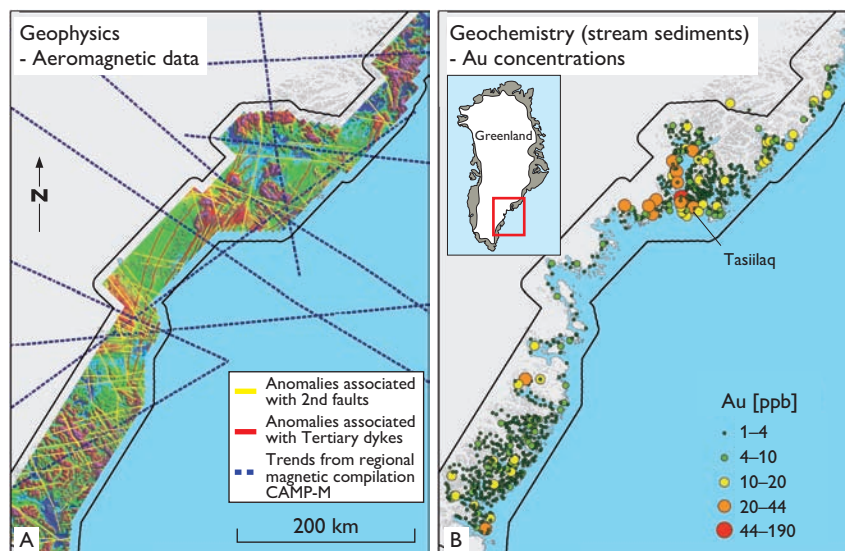 Geophysics
- Aeromagnetic data
N
Anomalies associated
with 2nd faults
Anomalies associated
with Tertiary dykes
Trends from regional
magnetic compilation
CAMP-M
200 km
A
Geochemistry (stream sediments)
- Au concentrations
Greenland
Tasiilaq
Au [ppb]
1–4
4–10
10–20
20–44
44–190
B